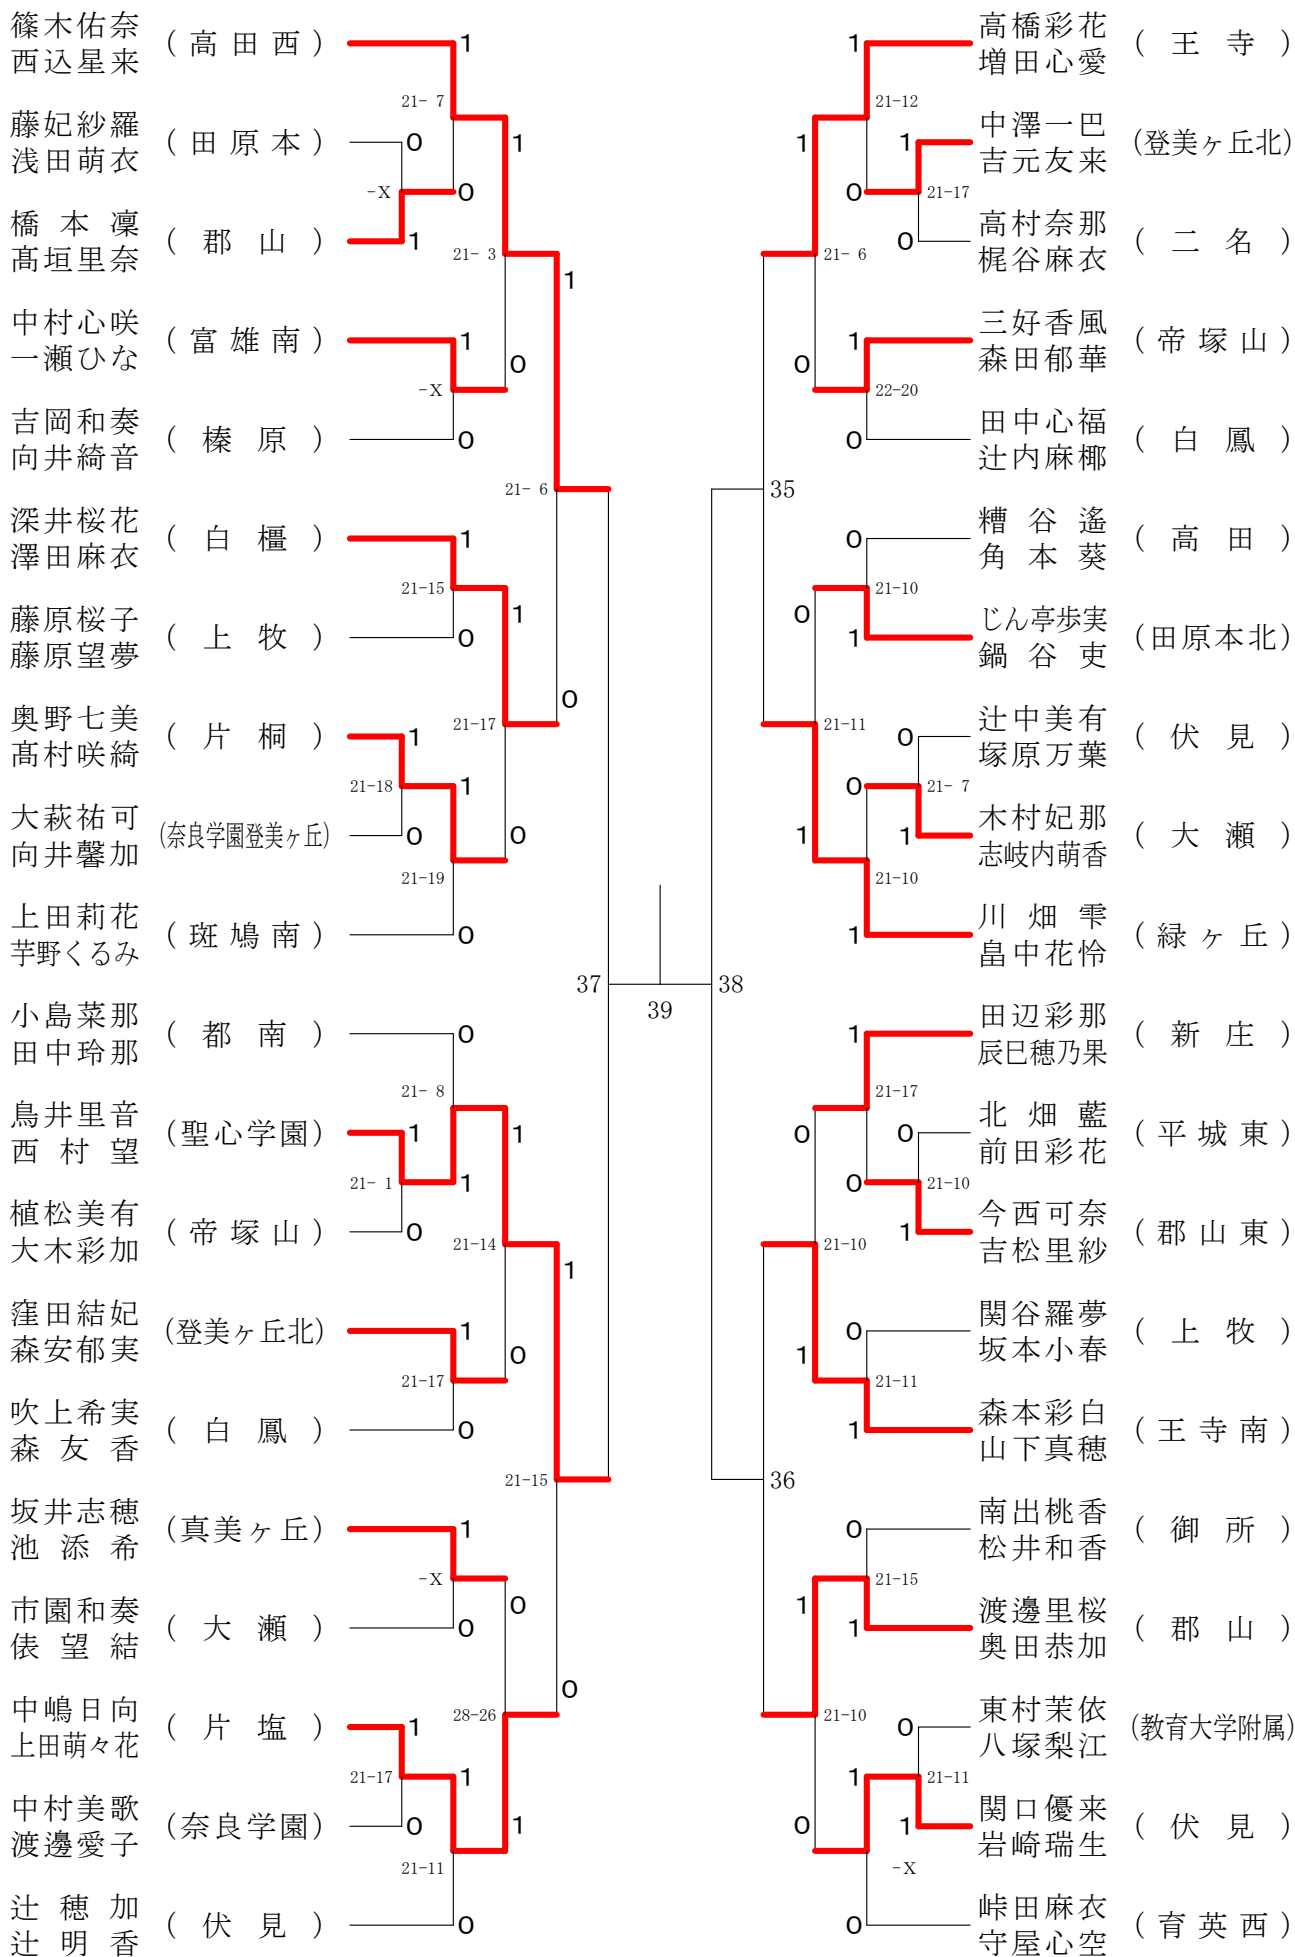 篠木佑奈
西込星来
(高田西)
1
21- 7
藤妃紗羅
浅田萌衣
(田原本)
0
1
-X
0
橋本凜
髙垣里奈
(郡山)
1
21- 3
1
中村心咲
一瀬ひな
(富雄南)
1
0
-X
吉岡和奏
向井綺音
(榛原)
0
21- 6
深井桜花
澤田麻衣
(白橿)
1
21-15
1
藤原桜子
藤原望夢
(上牧)
0
0
奥野七美
髙村咲綺
(片桐)
1
21-17
21-18
1
大萩祐可
向井馨加
(奈良学園登美ヶ丘)
0
0
21-19
上田莉花
芋野くるみ
(斑鳩南)
0
37
39
38
小島菜那
田中玲那
(都南)
0
21- 8
鳥井里音
西村望
(聖心学園)
1
1
21- 1
1
植松美有
大木彩加
(帝塚山)
0
21-14
1
窪田結妃
森安郁実
(登美ヶ丘北)
1
0
21-17
吹上希実
森友香
(白鳳)
0
21-15
坂井志穂
池添希
(真美ヶ丘)
1
-X
0
市園和奏
俵望結
(大瀬)
0
0
中嶋日向
上田萌々花
(片塩)
1
28-26
21-17
1
中村美歌
渡邊愛子
(奈良学園)
0
1
21-11
辻穂加
辻明香
(伏見)
0
1
高橋彩花
増田心愛
(王寺)
21-12
1
1
中澤一巴
吉元友来
(登美ヶ丘北)
0
21-17
0
高村奈那
梶谷麻衣
(二名)
21- 6
1
三好香風
森田郁華
(帝塚山)
0
22-20
0
田中心福
辻内麻椰
(白鳳)
35
0
糟谷遙
角本葵
(高田)
21-10
0
1
じん亭歩実
鍋谷吏
(田原本北)
21-11
0
辻中美有
塚原万葉
(伏見)
0
21- 7
1
1
木村妃那
志岐内萌香
(大瀬)
21-10
1
川畑雫
畠中花怜
(緑ヶ丘)
1
田辺彩那
辰巳穂乃果
(新庄)
21-17
0
0
北畑藍
前田彩花
(平城東)
0
21-10
1
今西可奈
吉松里紗
(郡山東)
21-10
0
関谷羅夢
坂本小春
(上牧)
1
21-11
1
森本彩白
山下真穂
(王寺南)
36
0
南出桃香
松井和香
(御所)
21-15
1
1
渡邊里桜
奥田恭加
(郡山)
21-10
0
東村茉依
八塚梨江
(教育大学附属)
1
21-11
0
1
関口優来
岩崎瑞生
(伏見)
-X
0
峠田麻衣
守屋心空
(育英西)